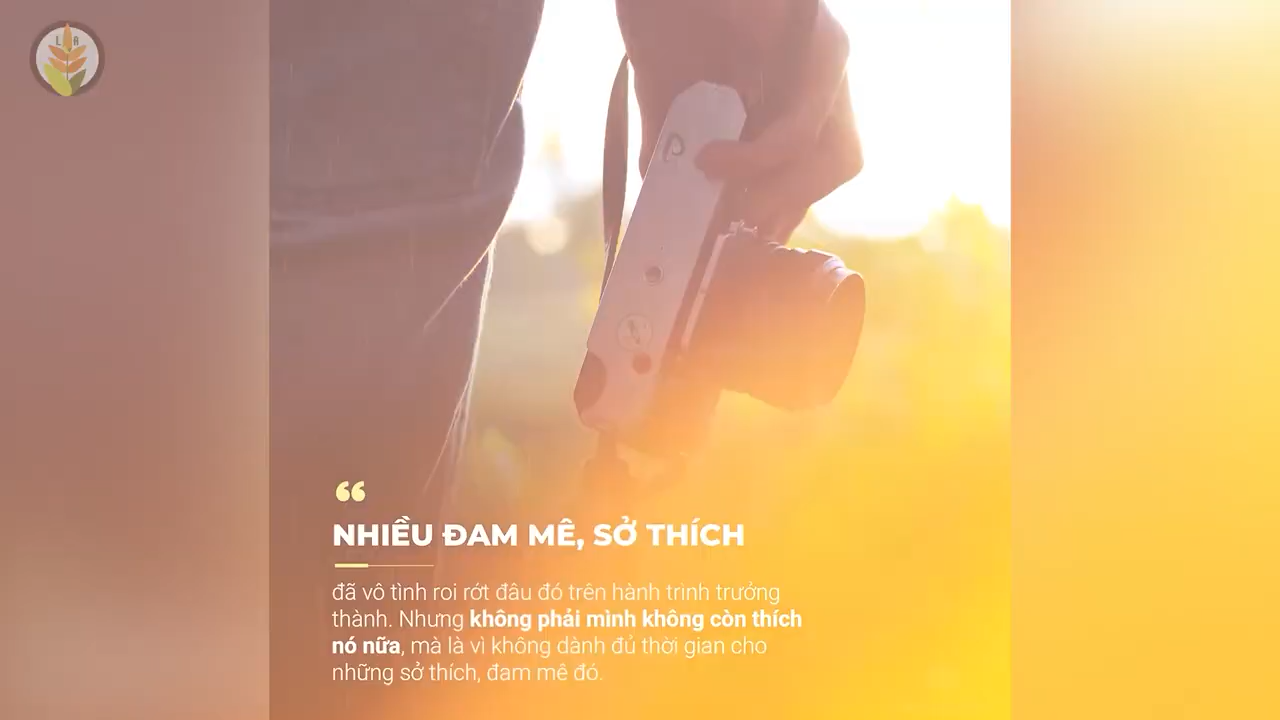 L A
“
NHIỀU ĐAM MÊ, SỞ THÍCH
đã vô tình roi rớt đâu đó trên hành trình trưởng
thành. Nhưng không phải mình không còn thích
nó nữa, mà là vì không dành đủ thời gian cho
những sở thích, đam mê đó.